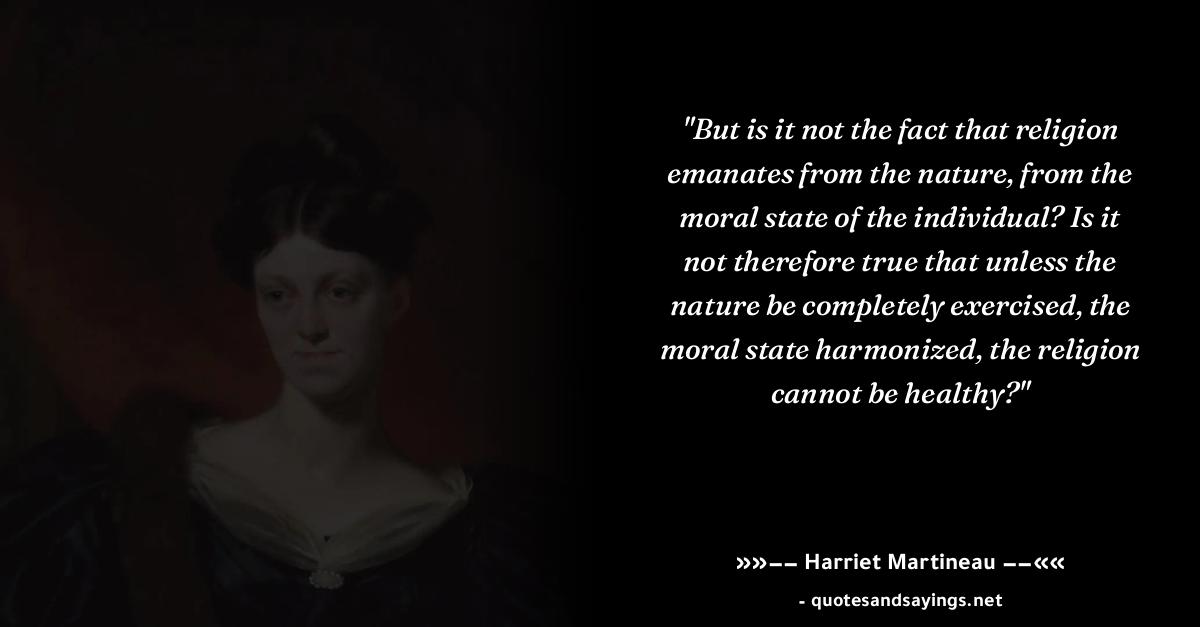 "But is it not the fact that religion
emanates from the nature, from the
moral state of the individual? Is it
not therefore true that unless the
nature be completely exercised, the
moral state harmonized, the religion
cannot be healthy?"
»»−− Harriet Martineau −−««
- quotesandsayings.net